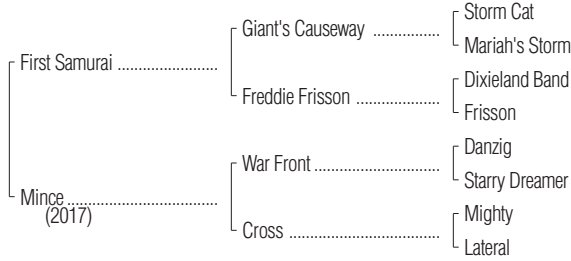 Storm Cat
Giant's Causeway ................
Mariah's Storm
First Samurai ........................
Dixieland Band
Freddie Frisson ....................
Frisson
Danzig
War Front ..............................
Starry Dreamer
Mince ....................................
(2017)
Mighty
Cross ....................................
Lateral